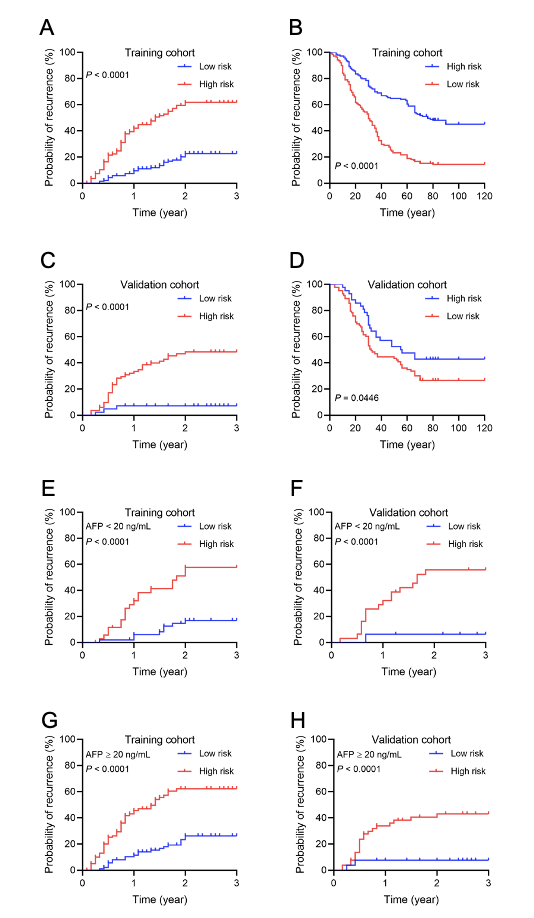 A
Training cohort
P < 0.0001
Low risk
High risk
Probability of recurrence (%)
100
80
60
40
20
0
0 1 2 3
Time (year)
B
Training cohort
High risk
Low risk
P < 0.0001
Probability of recurrence (%)
100
80
60
40
20
0
0 20 40 60 80 100 120
Time (year)
C
Validation cohort
P < 0.0001
Low risk
High risk
Probability of recurrence (%)
100
80
60
40
20
0
0 1 2 3
Time (year)
D
Validation cohort
High risk
Low risk
P = 0.0446
Probability of recurrence (%)
100
80
60
40
20
0
0 20 40 60 80 100 120
Time (year)
E
Training cohort
AFP < 20 ng/mL
P < 0.0001
Low risk
High risk
Probability of recurrence (%)
100
80
60
40
20
0
0 1 2 3
Time (year)
F
Validation cohort
AFP < 20 ng/mL
P < 0.0001
Low risk
High risk
Probability of recurrence (%)
100
80
60
40
20
0
0 1 2 3
Time (year)
G
Training cohort
AFP ≥ 20 ng/mL
P < 0.0001
Low risk
High risk
Probability of recurrence (%)
100
80
60
40
20
0
0 1 2 3
Time (year)
H
Validation cohort
AFP ≥ 20 ng/mL
P < 0.0001
Low risk
High risk
Probability of recurrence (%)
100
80
60
40
20
0
0 1 2 3
Time (year)